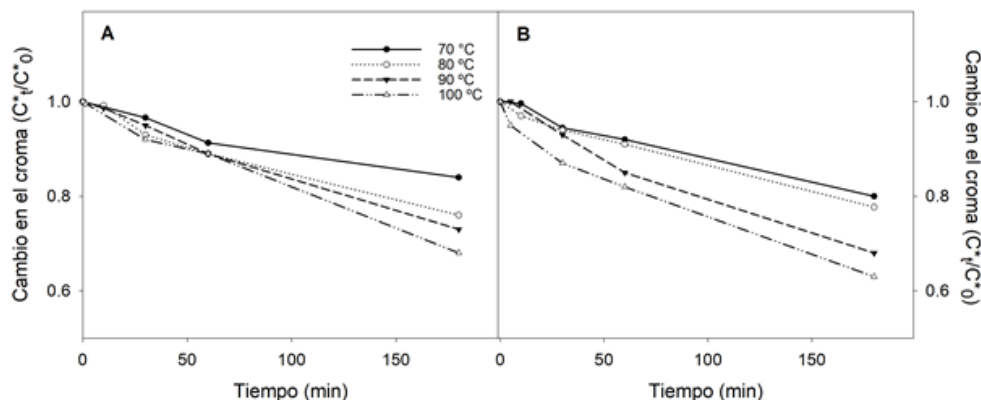 A
B
70 °C
80 °C
90 °C
100 °C
Cambio en el croma (C*t/C*0)
1.0
0.8
0.6
0 50 100 150
Tiempo (min)
0 50 100 150
Tiempo (min)
1.0
0.8
0.6
Cambio en el croma (C*t/C*0)